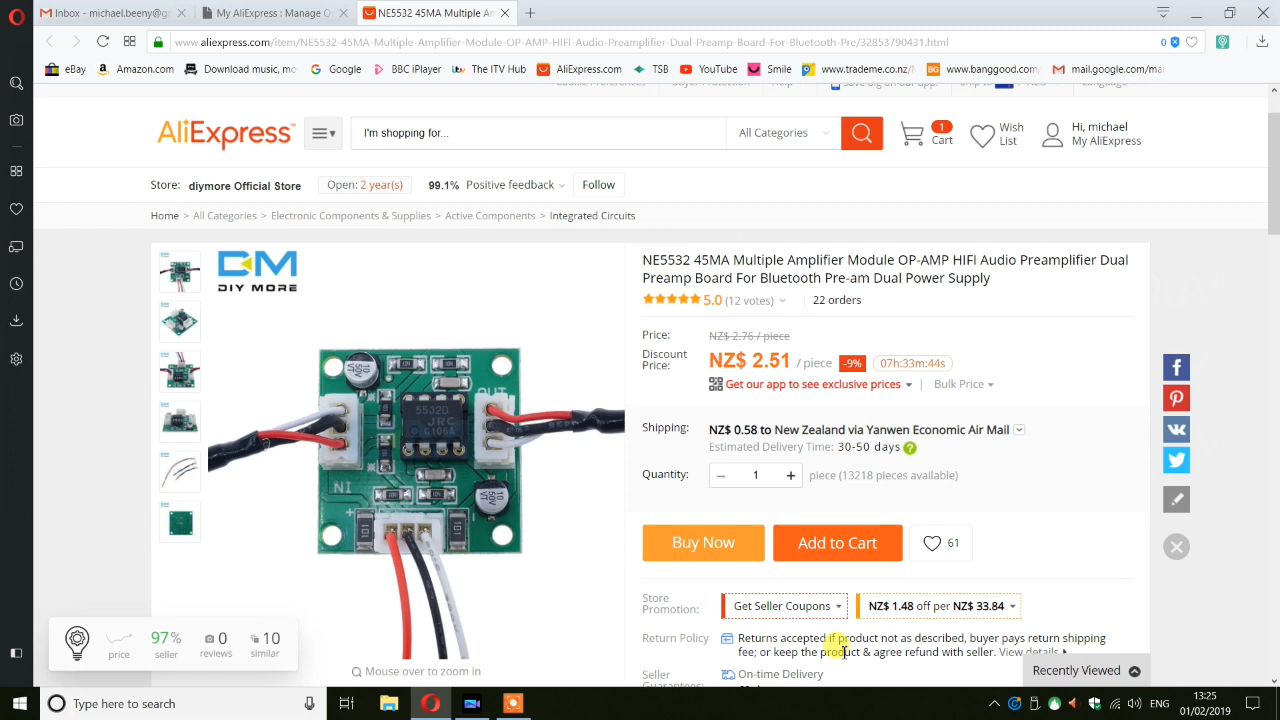 Inbox - michael.beeny@g
My AliExpress : Manage O
NE5532 45MA Multiple An
www.aliexpress.com/item/NE5532-45MA-Multiple-Amplifier-Module-OP-AMP-HIFI-Audio-Preamplifier-Dual-Preamp-Board-For-Bluetooth-Pre/32853790431.html
0
eBay
Amazon.com
Download music, mo
Google
BBC iPlayer
The ITV Hub
AliExpress.com
TSB
YouTube
Smile
www.trademe.co.nz/
www.banggood.com
mail.google.com/mai
AliExpress
I'm shopping for...
All Categories
1
Cart
Wish
List
Hi, michael
My AliExpress
Store: diymore Official Store
Open: 2 year(s)
99.1% Positive feedback
Follow
Home > All Categories > Electronic Components & Supplies > Active Components > Integrated Circuits
DIY MORE
NE5532 45MA Multiple Amplifier Module OP-AMP HIFI Audio Preamplifier Dual
Preamp Board For Bluetooth Pre-am Dual Power Supply
5.0 (12 votes)
22 orders
Price: NZ$ 2.76 / piece
Discount
Price:
NZ$ 2.51 / piece -9% 07h:33m:44s
Get our app to see exclusive prices
Bulk Price
Shipping: NZ$ 0.58 to New Zealand via Yanwen Economic Air Mail
Estimated Delivery Time: 30-50 days
Quantity: 1 piece (13218 pieces available)
Buy Now
Add to Cart
61
Store
Promotion:
Get Seller Coupons
NZ$ 1.48 off per NZ$ 33.84
Return Policy
Returns accepted if product not as described, buyer pays return shipping
fee; or keep the product & agree refund with seller. View details
Seller
Guarantees:
On-time Delivery
OUT
5532D
JRC
IN
Mouse over to zoom in
price
97%
seller
0
reviews
10
similar
Recently Viewed
Type here to search
ENG
13:25
01/02/2019